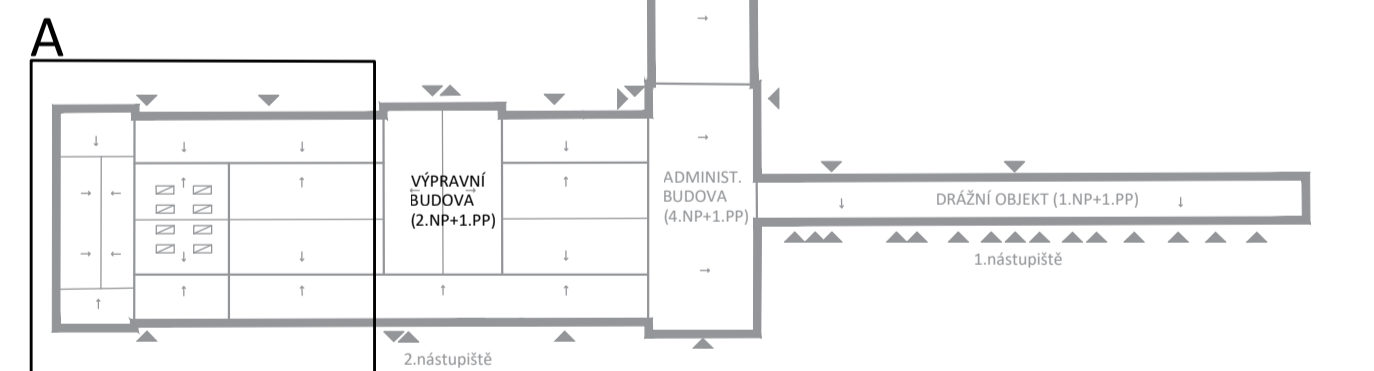 A
VÝPRAVNÍ
BUDOVA
(2.NP+1.PP)
ADMINIST.
BUDOVA
(4.NP+1.PP)
DRÁŽNÍ OBJEKT (1.NP+1.PP)
1.nástupiště
2.nástupiště